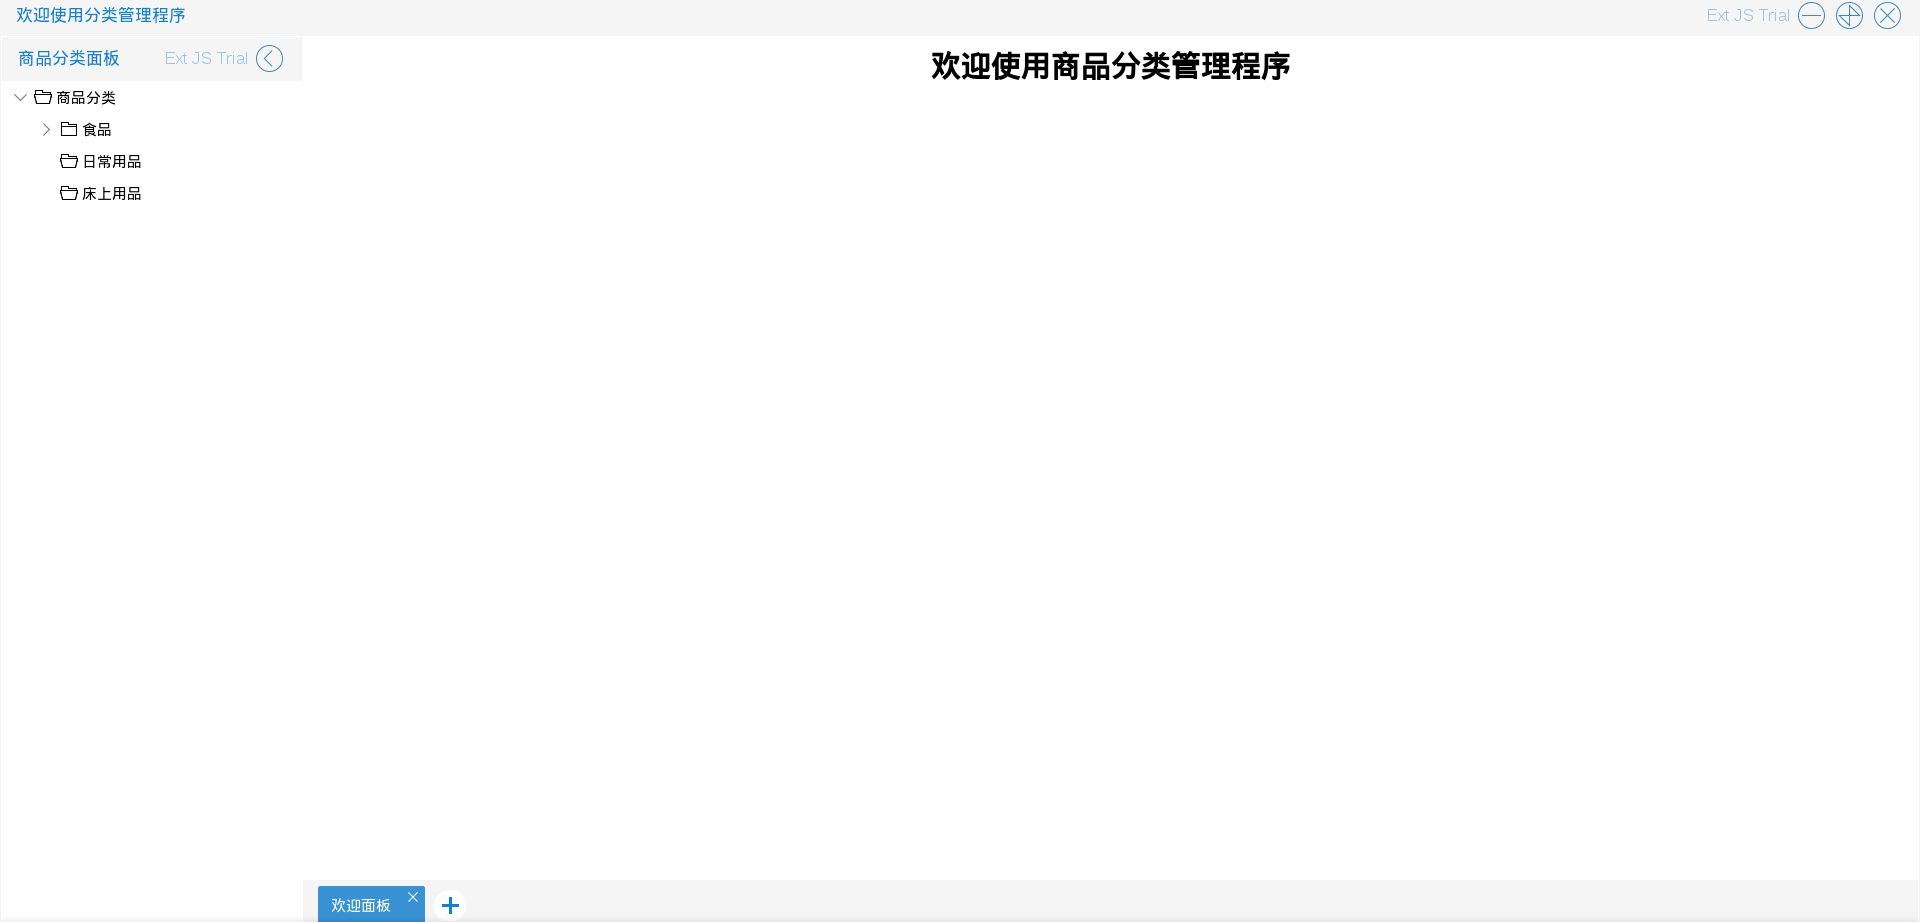 欢迎使用分类管理程序
Ext JS Trial
商品分类面板
Ext JS Trial
欢迎使用商品分类管理程序
商品分类
食品
日常用品
床上用品
欢迎面板